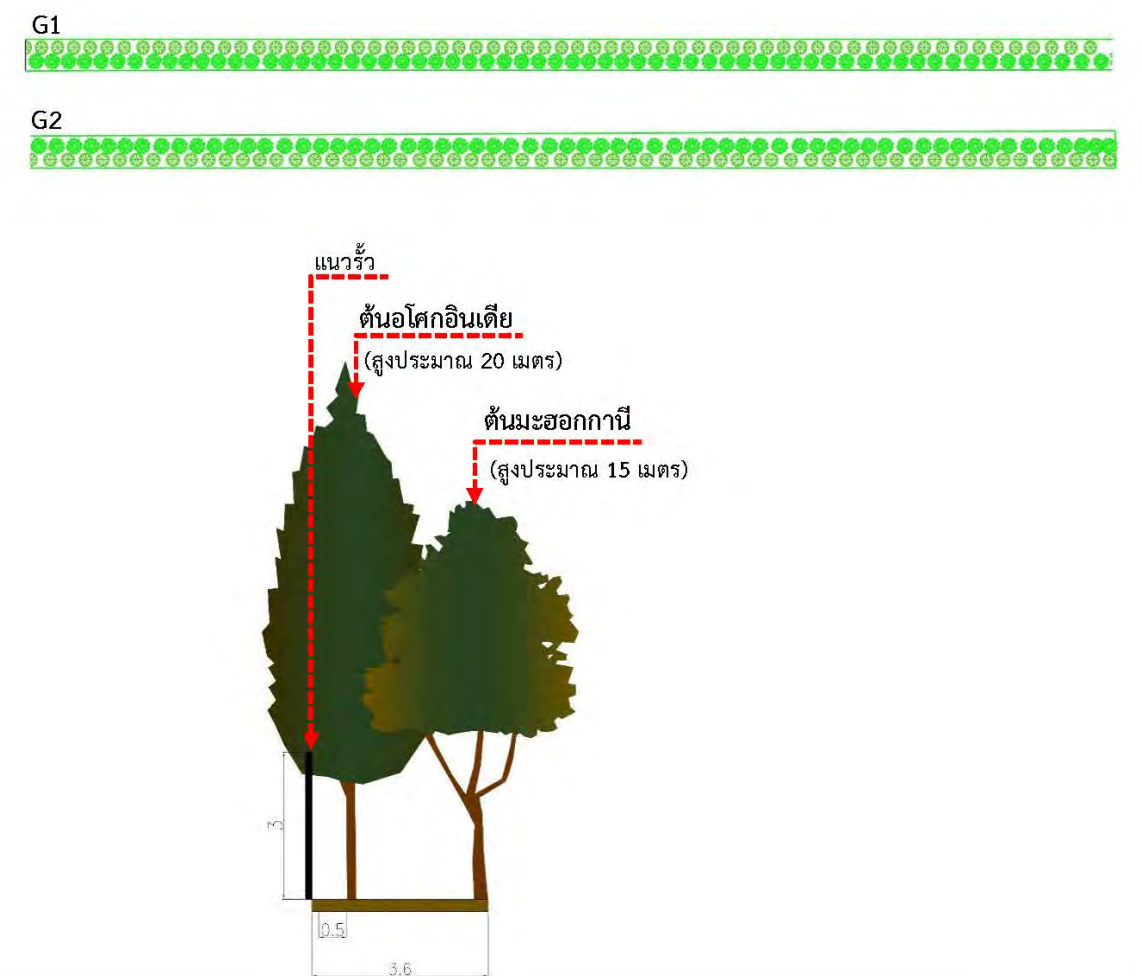 G1
G2
แนวรั้ว
ต้นอโศกอินเดีย
(สูงประมาณ 20 เมตร)
ต้นมะฮอกกานี
(สูงประมาณ 15 เมตร)
3
0.5
3.6